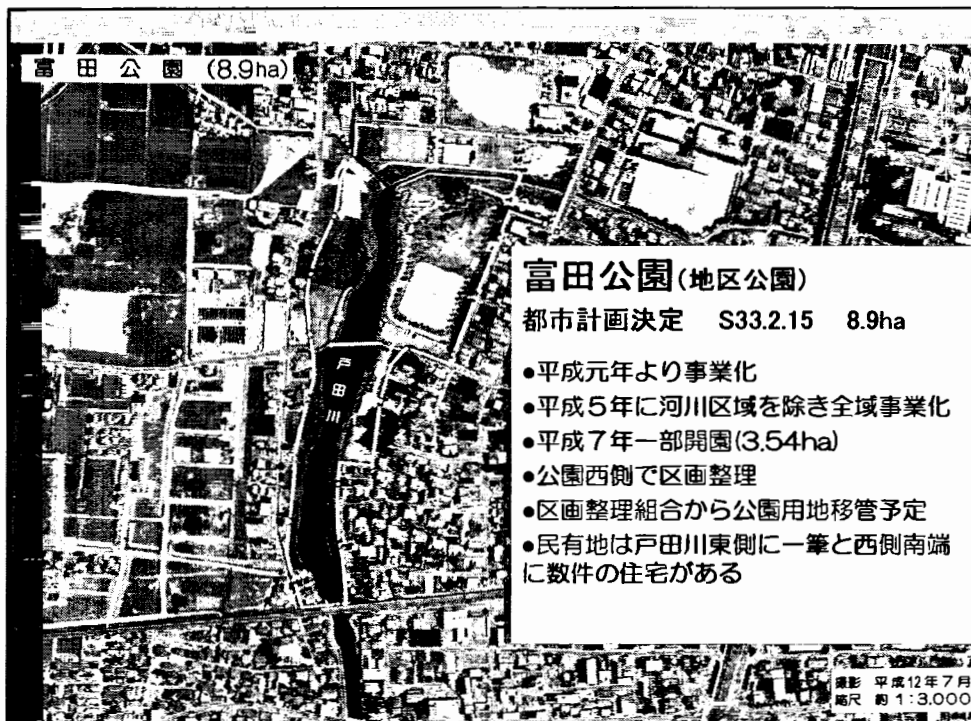 富田公園 (8.9ha)
富田公園(地区公園)
都市計画決定 S33.2.15 8.9ha
●平成元年より事業化
●平成5年に河川区域を除き全域事業化
●平成7年一部開園(3.54ha)
●公園西側で区画整理
●区画整理組合から公園用地移管予定
●民有地は戸田川東側に一筆と西側南端
に数件の住宅がある
戸田川
撮影 平成12年7月
縮尺 約1:3.000